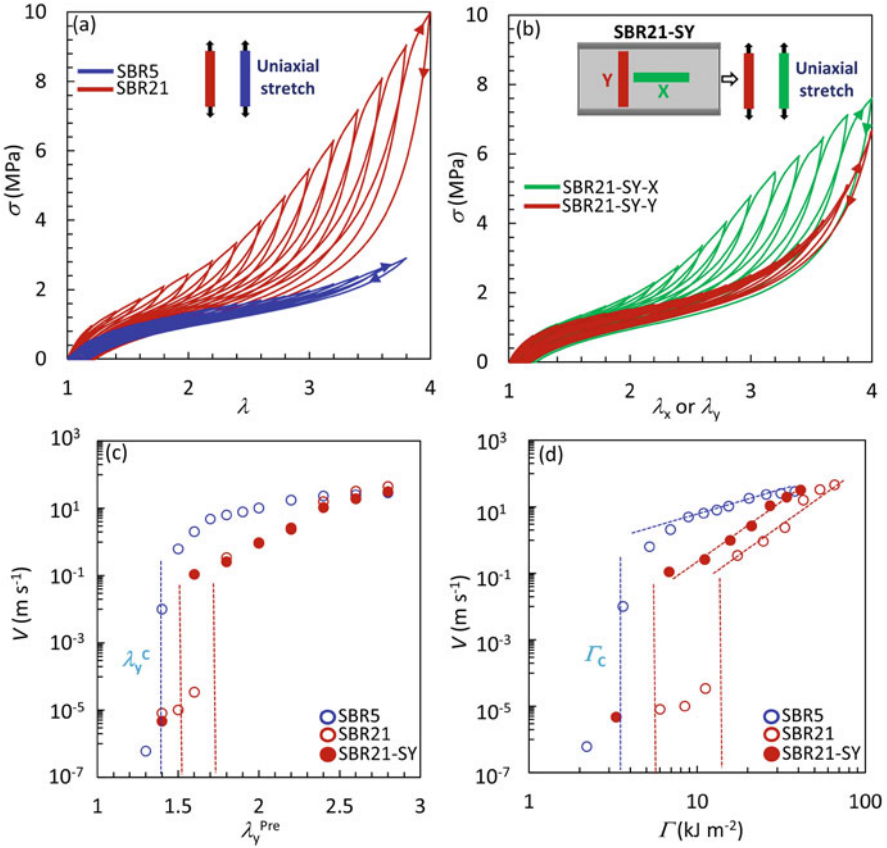 (a)
SBR5
SBR21
Uniaxial
stretch
σ (MPa)
10
8
6
4
2
0
1
2
3
4
λ
(b)
SBR21-SY
Y
X
Uniaxial
stretch
SBR21-SY-X
SBR21-SY-Y
σ (MPa)
8
6
4
2
0
1
2
3
4
λx or λy
(c)
V (m s-1)
10³
10¹
10-1
10-3
10-5
10-7
λyC
SBR5
SBR21
SBR21-SY
1
1.5
2
2.5
3
λyPre
(d)
V (m s-1)
10³
10¹
10-1
10-3
10-5
10-7
ΓC
SBR5
SBR21
SBR21-SY
1
10
100
Γ (kJ m-2)